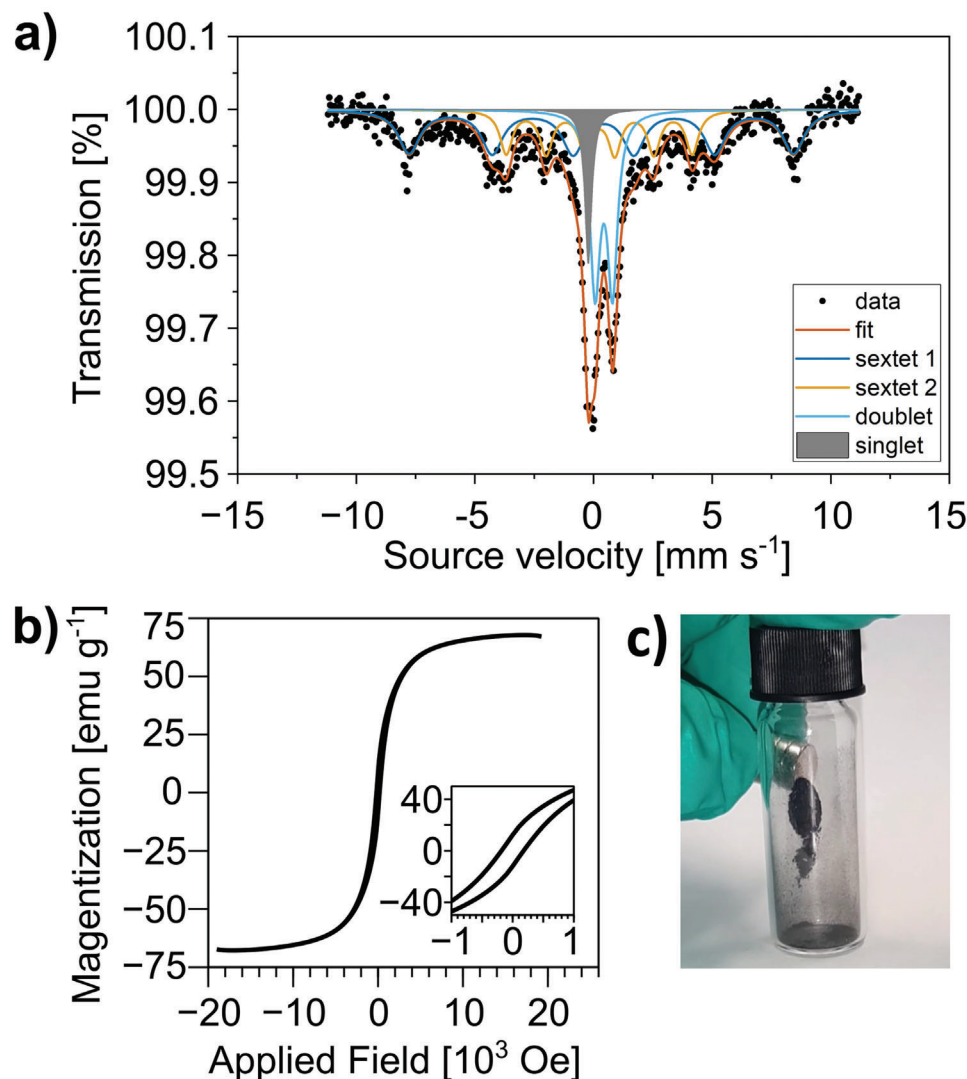 a)
100.1
100.0
99.9
99.8
99.7
99.6
99.5
Transmission [%]
data
fit
sextet 1
sextet 2
doublet
singlet
−15 −10 -5 0 5 10 15
Source velocity [mm s⁻¹]
b)
75
50
25
0
−25
−50
−75
Magentization [emu g⁻¹]
40
0
−40
−1 0 1
−20 −10 0 10 20
Applied Field [10³ Oe]
c)